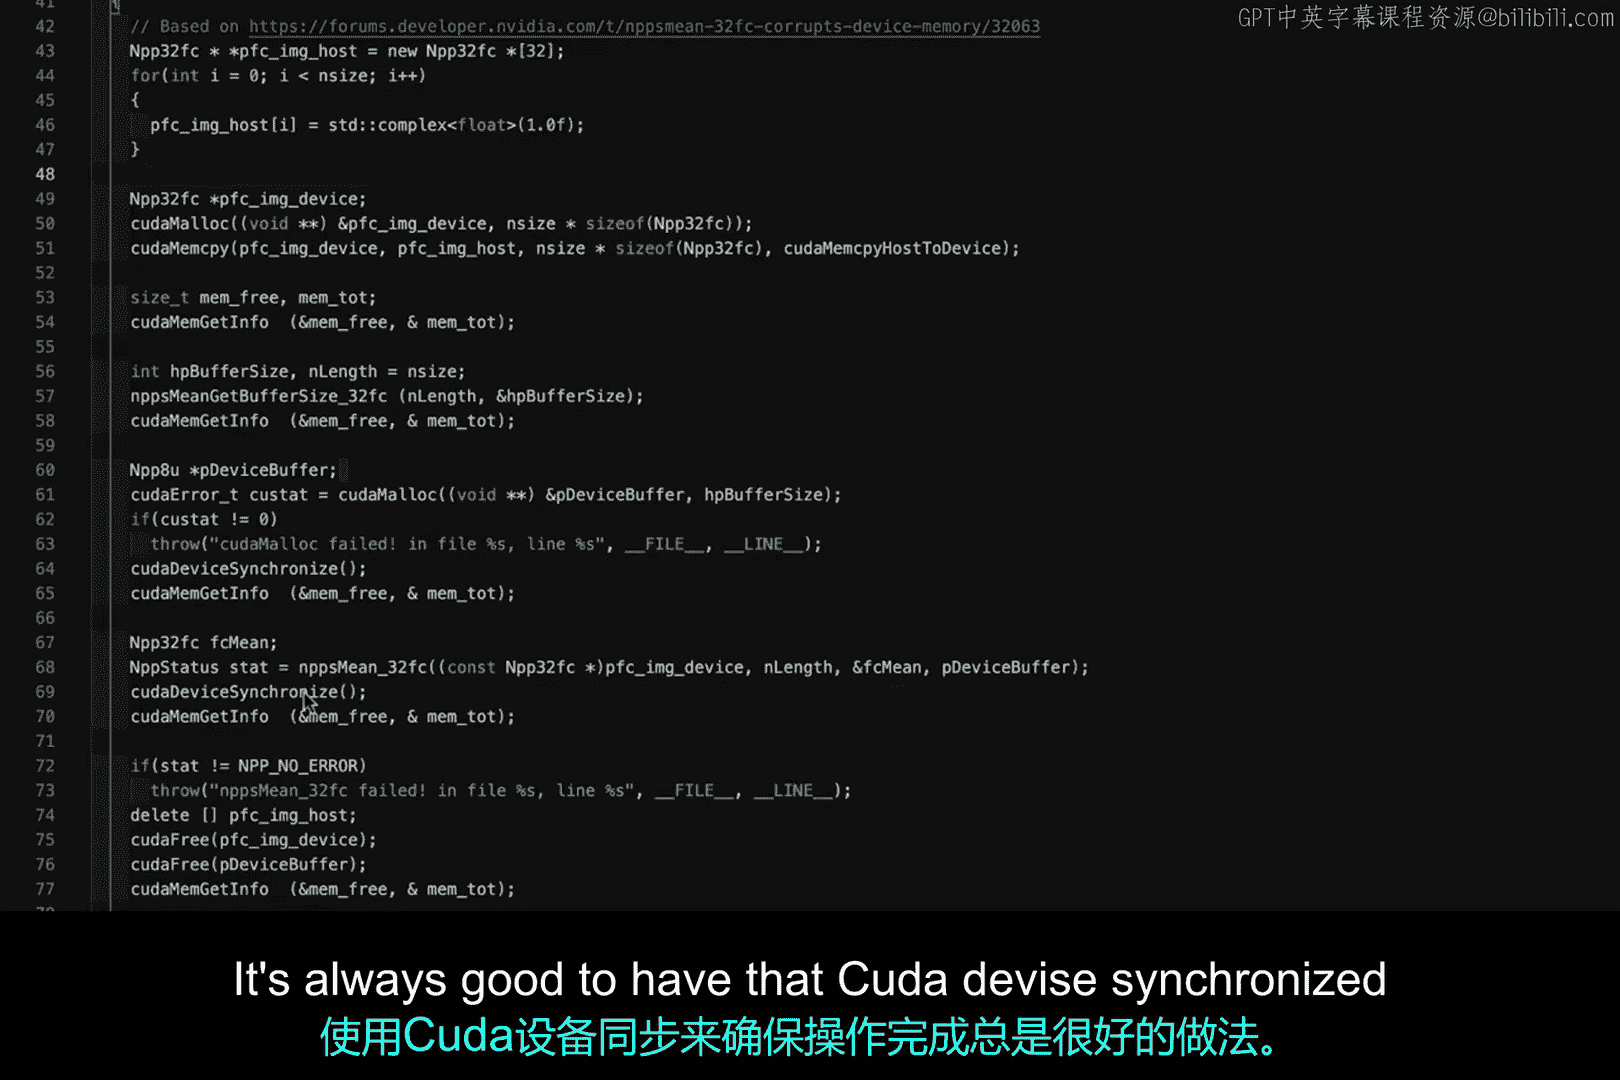 GPT中英字幕课程资源@bilibili.com
41 {
42 // Based on https://forums.developer.nvidia.com/t/nppsmean-32fc-corrupts-device-memory/32063
43 Npp32fc * *pfc_img_host = new Npp32fc *[32];
44 for(int i = 0; i < nsize; i++)
45 {
46 pfc_img_host[i] = std::complex<float>(1.0f);
47 }
48
49 Npp32fc *pfc_img_device;
50 cudaMalloc((void **) &pfc_img_device, nsize * sizeof(Npp32fc));
51 cudaMemcpy(pfc_img_device, pfc_img_host, nsize * sizeof(Npp32fc), cudaMemcpyHostToDevice);
52
53 size_t mem_free, mem_tot;
54 cudaMemGetInfo (&mem_free, & mem_tot);
55
56 int hpBufferSize, nLength = nsize;
57 nppsMeanGetBufferSize_32fc (nLength, &hpBufferSize);
58 cudaMemGetInfo (&mem_free, & mem_tot);
59
60 Npp8u *pDeviceBuffer;
61 cudaError_t custat = cudaMalloc((void **) &pDeviceBuffer, hpBufferSize);
62 if(custat != 0)
63 throw("cudaMalloc failed! in file %s, line %s", __FILE__, __LINE__);
64 cudaDeviceSynchronize();
65 cudaMemGetInfo (&mem_free, & mem_tot);
66
67 Npp32fc fcMean;
68 NppStatus stat = nppsMean_32fc((const Npp32fc *)pfc_img_device, nLength, &fcMean, pDeviceBuffer);
69 cudaDeviceSynchronize();
70 cudaMemGetInfo (&mem_free, & mem_tot);
71
72 if(stat != NPP_NO_ERROR)
73 throw("nppsMean_32fc failed! in file %s, line %s", __FILE__, __LINE__);
74 delete [] pfc_img_host;
75 cudaFree(pfc_img_device);
76 cudaFree(pDeviceBuffer);
77 cudaMemGetInfo (&mem_free, & mem_tot);
It's always good to have that Cuda devise synchronized
使用Cuda设备同步来确保操作完成总是很好的做法。